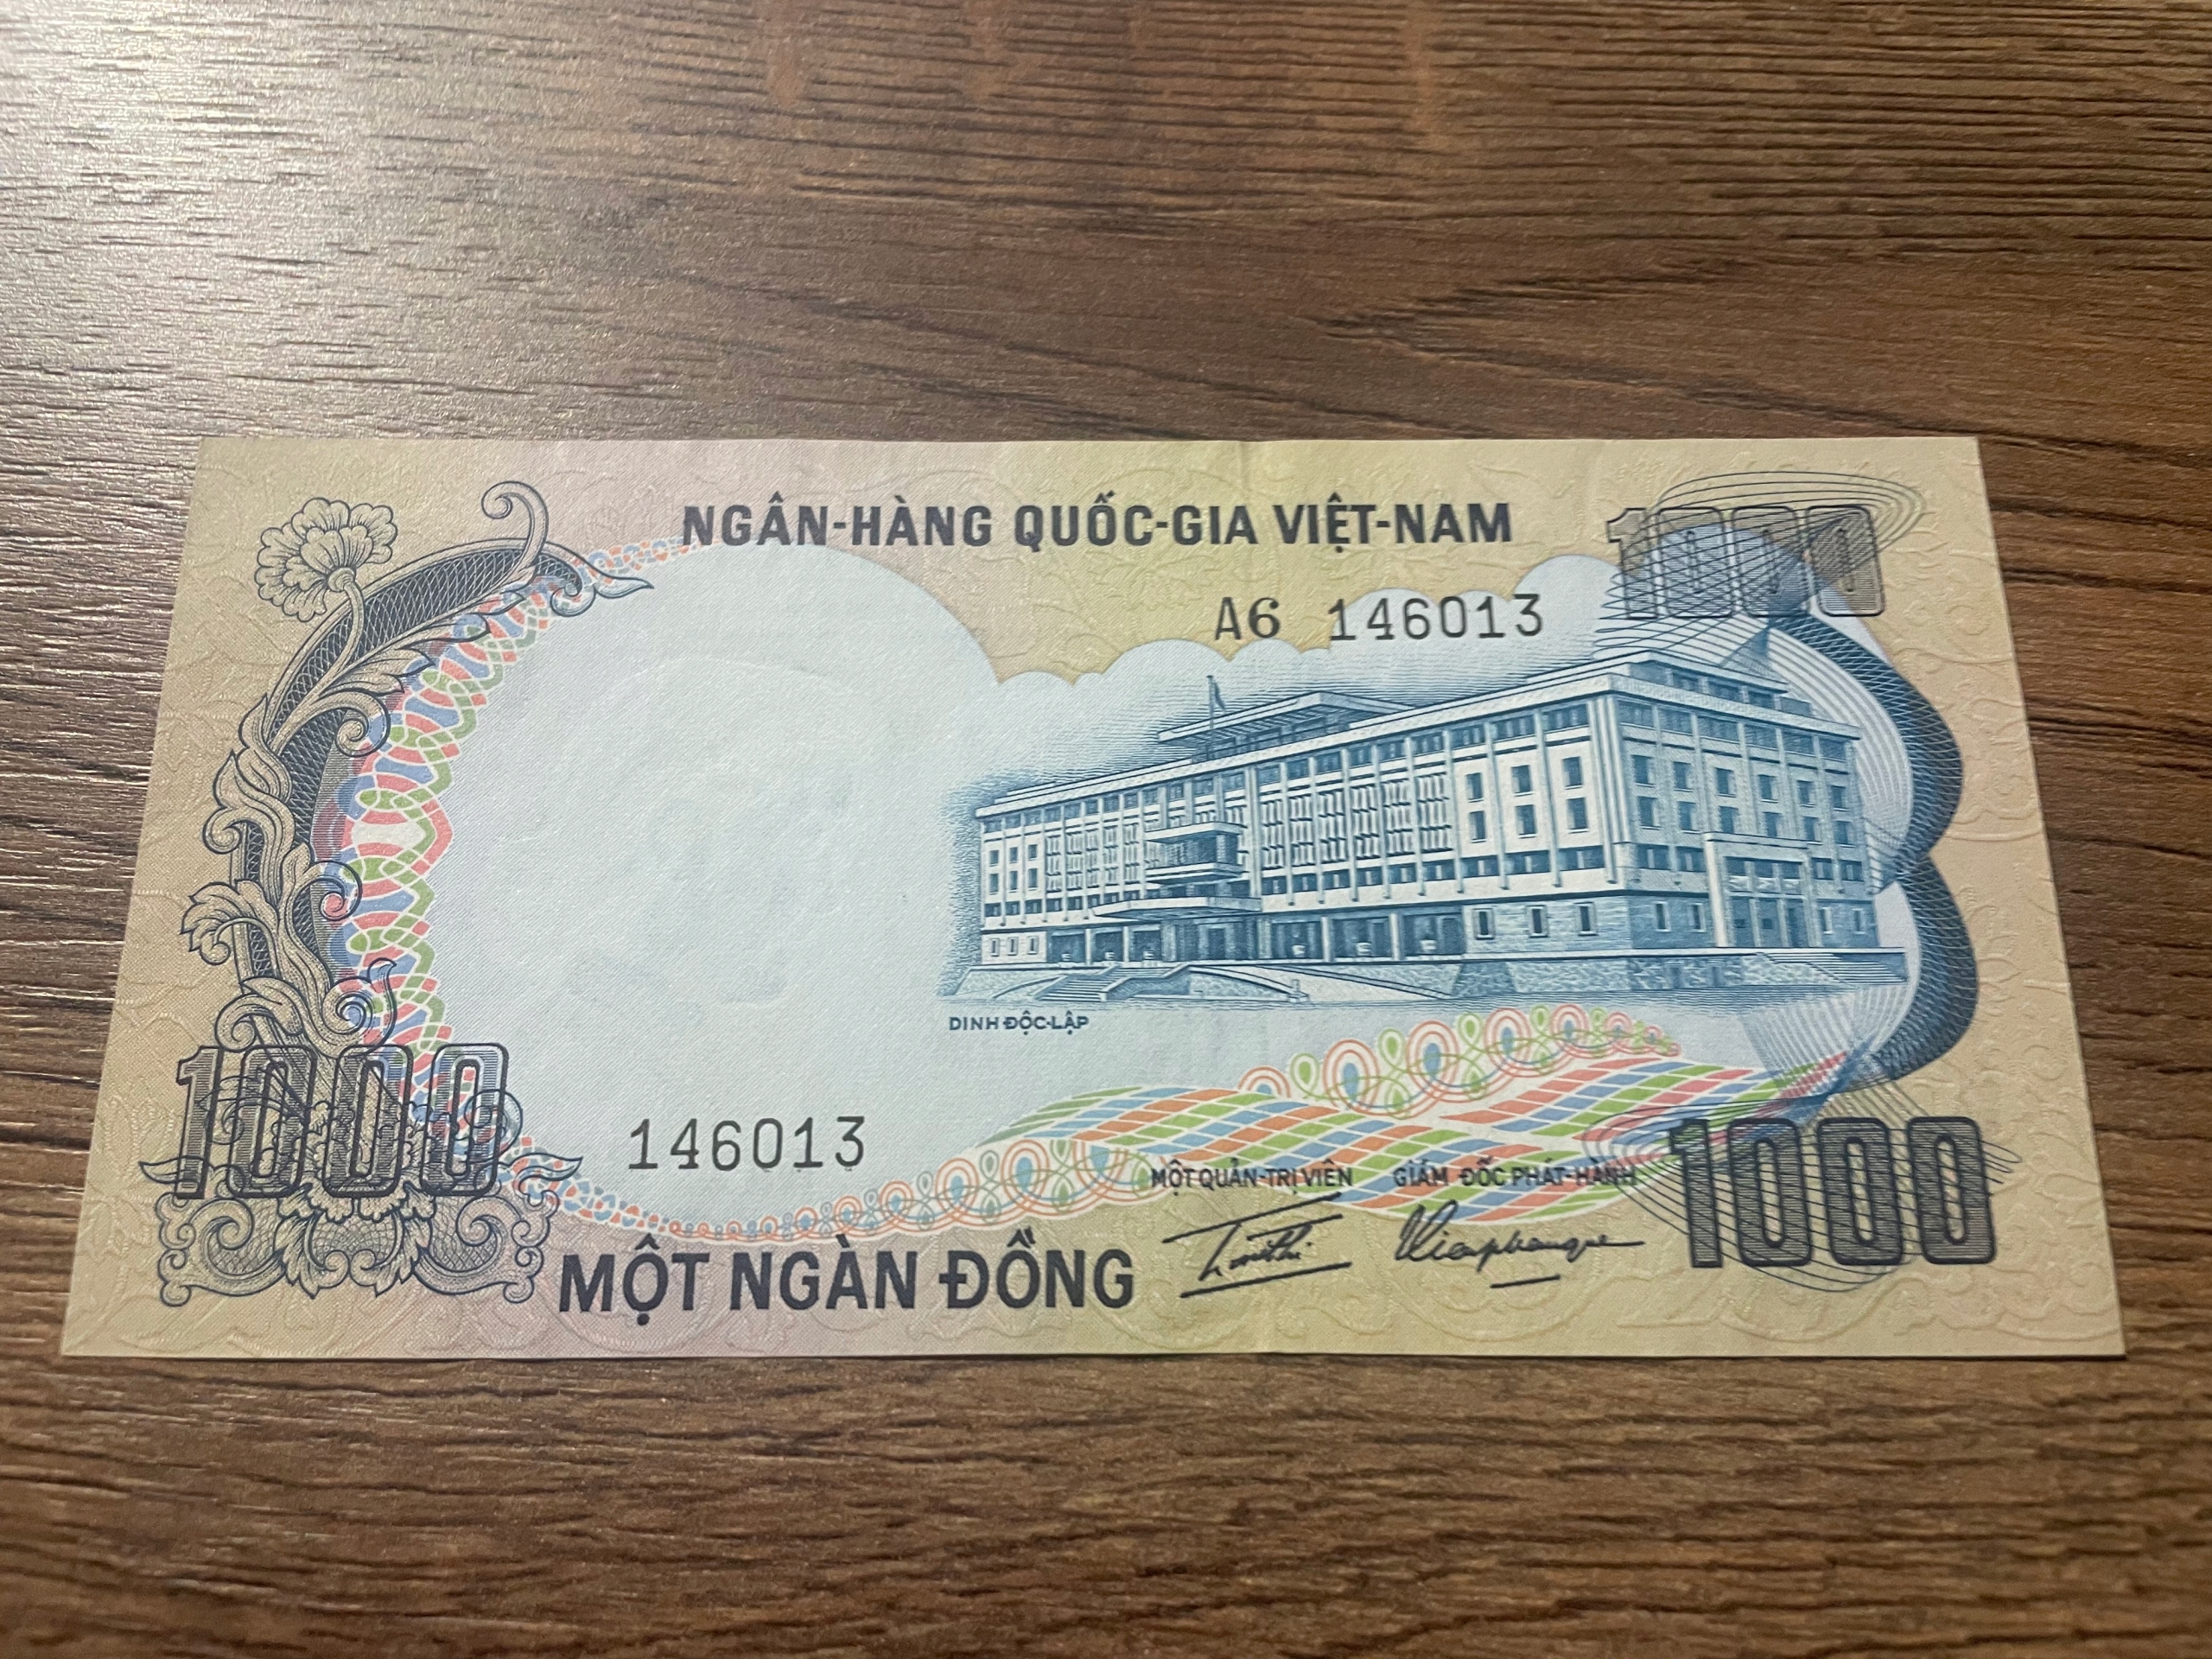 NGÂN-HÀNG QUỐC-GIA VIỆT-NAM
1000
A6 146013
DINH ĐỘC-LẬP
1000
146013
MỘT QUẢN-TRỊ VIÊN
GIÁM ĐỐC PHÁT-HÀNH
1000
MỘT NGÀN ĐỒNG